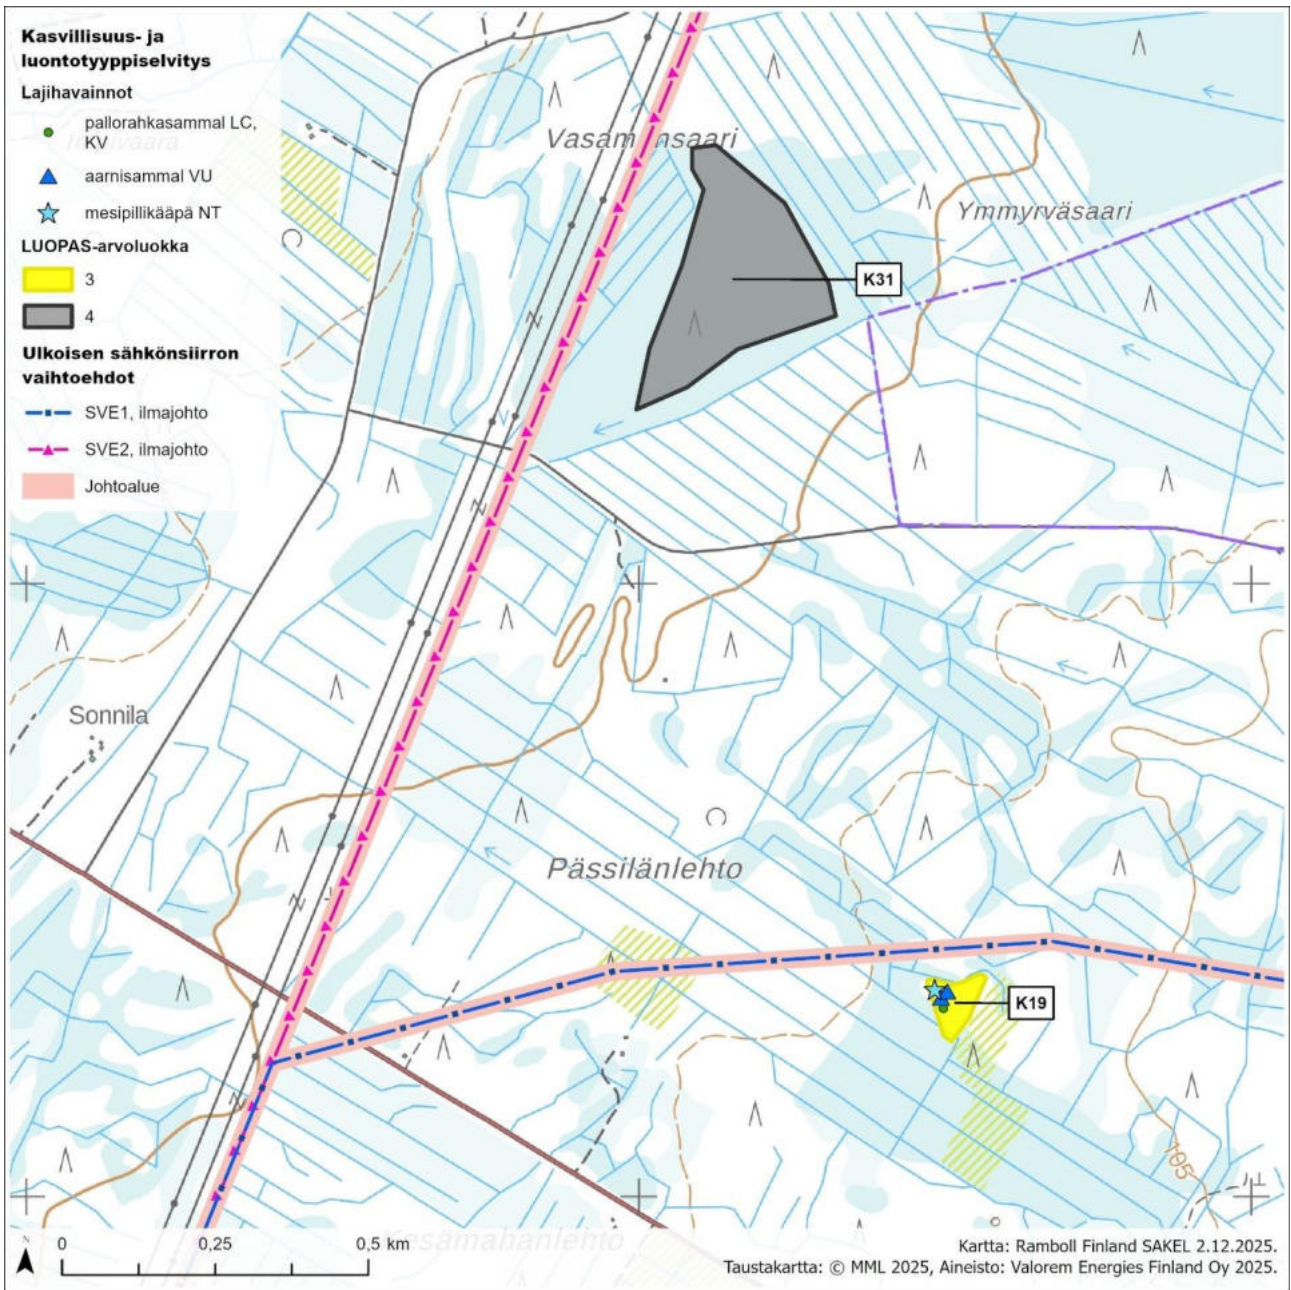 Kasvillisuus- ja
luontotyyppiselvitys
Lajihavainnot
pallorahkasammal LC,
KV
aarnisammal VU
mesipillikääpä NT
LUOPAS-arvoluokka
3
4
Ulkoisen sähkönsiirron
vaihtoehdot
SVE1, ilmajohto
SVE2, ilmajohto
Johtoalue
Ymmyrväsaari
K31
Sonnila
Pässilänlehto
K19
105
N
0
0,25
0,5 km
Kartta: Ramboll Finland SAKEL 2.12.2025.
Taustakartta: © MML 2025, Aineisto: Valorem Energies Finland Oy 2025.